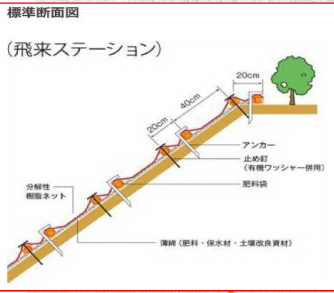 標準断面図
(飛来ステーション)
20cm
40cm
20cm
アンカー
止め釘
(有機ワッシャー併用)
肥料袋
分解性
樹脂ネット
薄綿(肥料・保水材・土壌改良資材)